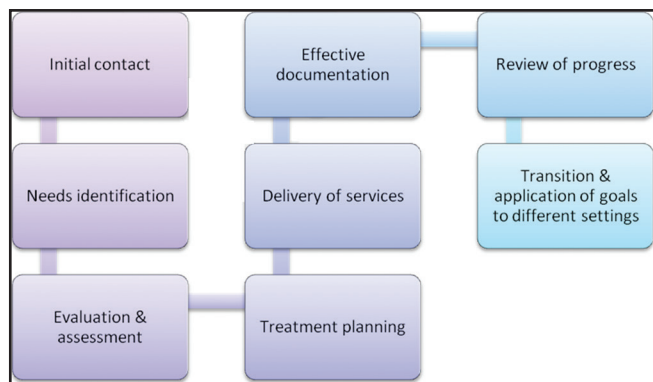 Initial contact
Needs identification
Evaluation &
assessment
Treatment planning
Delivery of services
Effective
documentation
Review of progress
Transition &
application of goals
to different settings